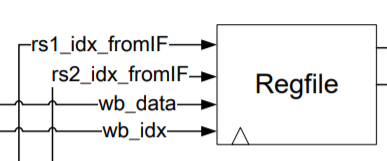 rs1_idx_fromIF
rs2_idx_fromIF
wb_data
wb_idx
Regfile